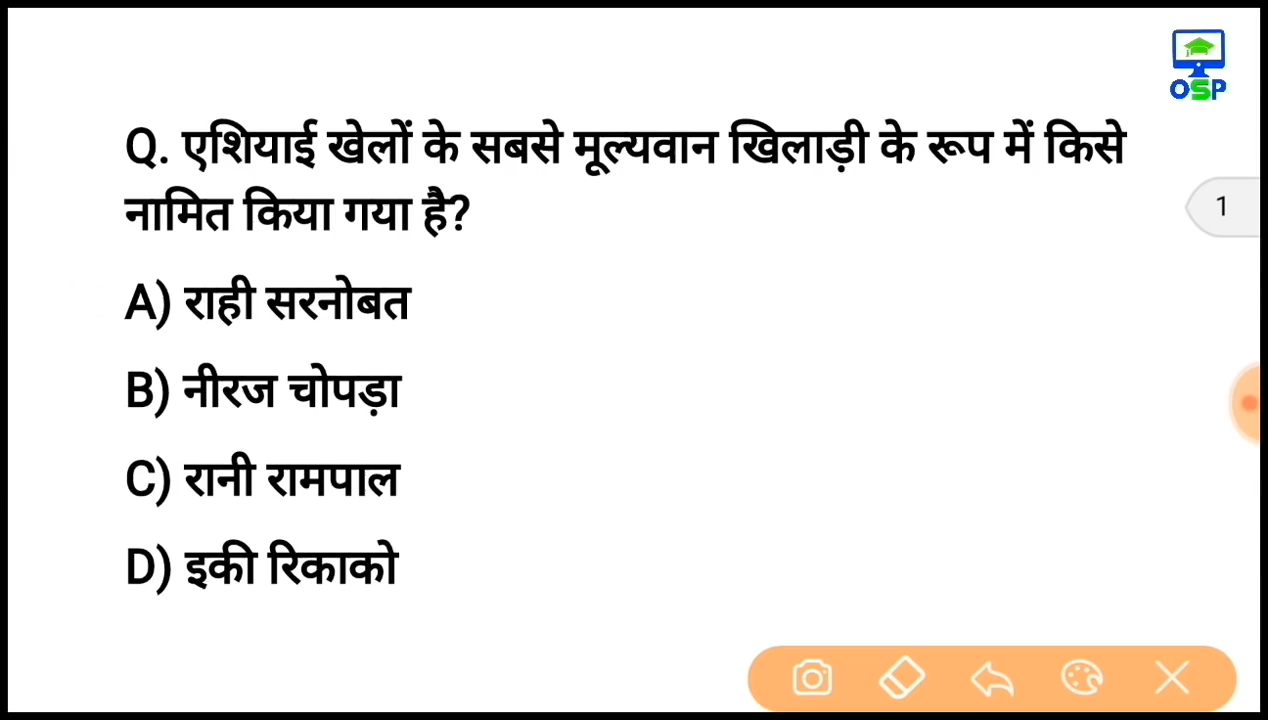 OSP
Q. एशियाई खेलों के सबसे मूल्यवान खिलाड़ी के रूप में किसे
नामित किया गया है?
1
A) राही सरनोबत
B) नीरज चोपड़ा
C) रानी रामपाल
D) इकी रिकाको